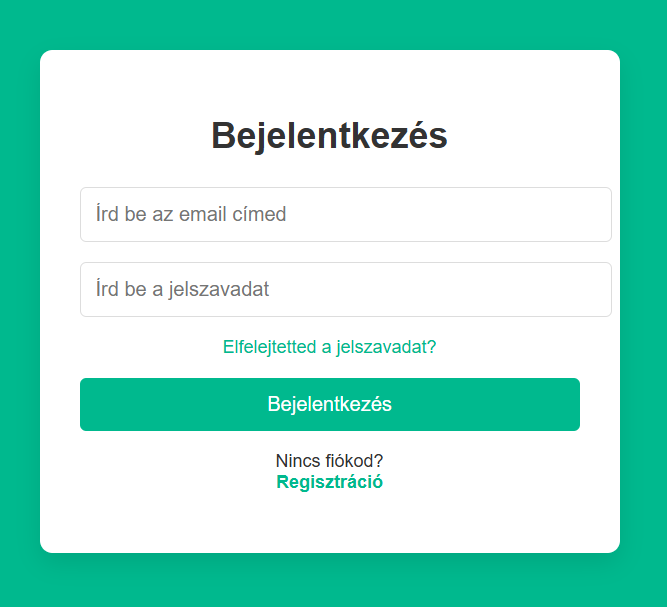 Bejelentkezés
Írd be az email címed
Írd be a jelszavadat
Elfelejtetted a jelszavadat?
Bejelentkezés
Nincs fiókod?
Regisztráció